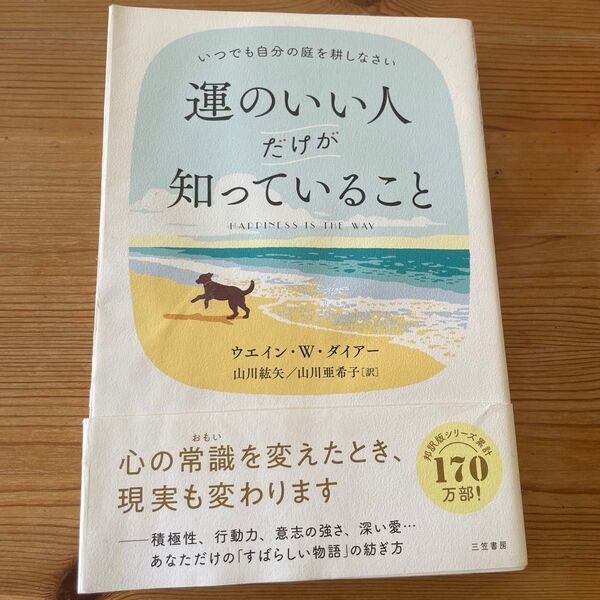 いつでも自分の庭を耕しなさい
運のいい人
だけが
知っていること
HAPPINESS IS THE WAY
ウエイン・W・ダイアー
山川紘矢/山川亜希子[訳]
おもい
心の常識を変えたとき、
現実も変わります
――積極性、行動力、意志の強さ、深い愛…
あなただけの「すばらしい物語」の紡ぎ方
邦訳版シリーズ累計
170
万部!
三笠書房